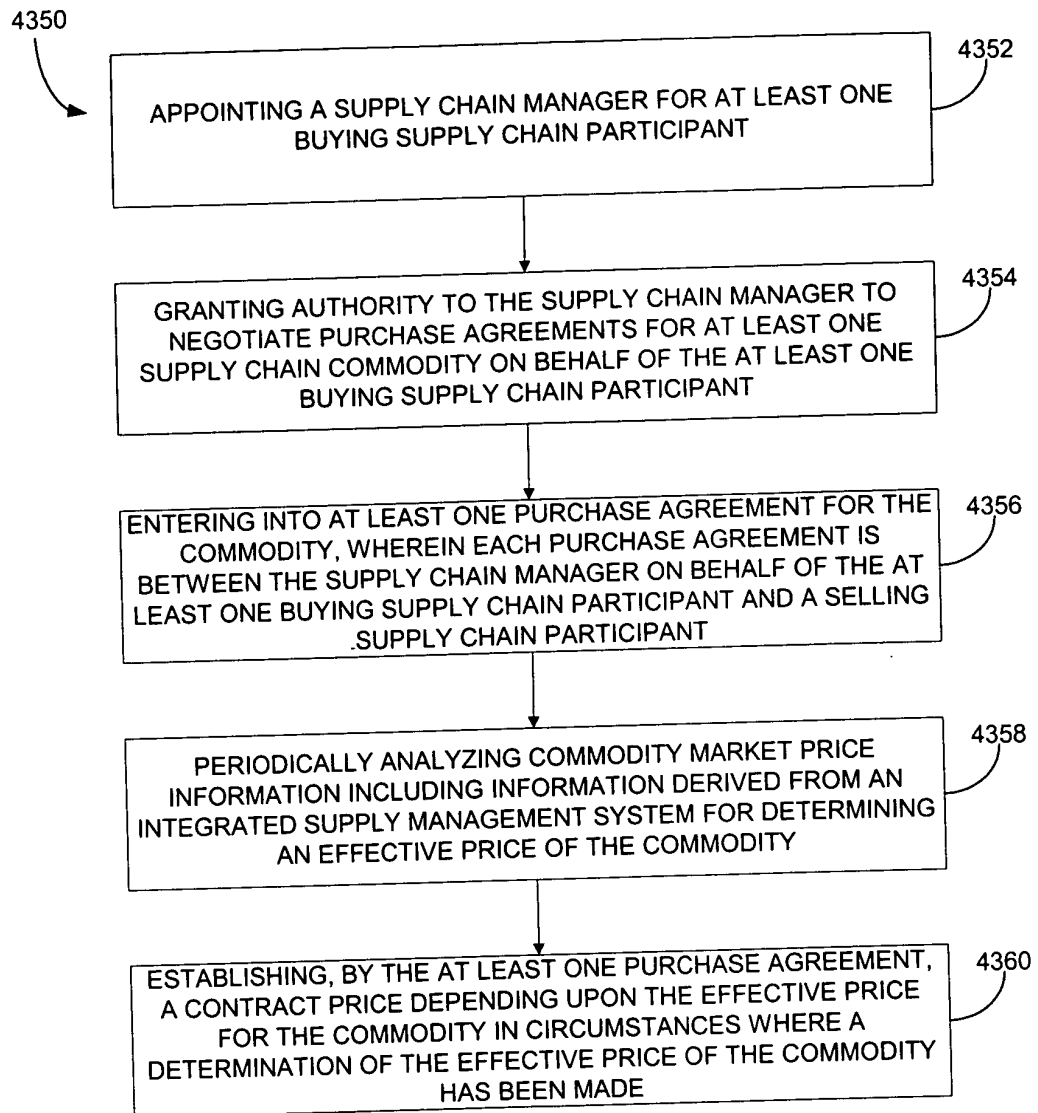 4350
4352
APPOINTING A SUPPLY CHAIN MANAGER FOR AT LEAST ONE
BUYING SUPPLY CHAIN PARTICIPANT
4354
GRANTING AUTHORITY TO THE SUPPLY CHAIN MANAGER TO
NEGOTIATE PURCHASE AGREEMENTS FOR AT LEAST ONE
SUPPLY CHAIN COMMODITY ON BEHALF OF THE AT LEAST ONE
BUYING SUPPLY CHAIN PARTICIPANT
4356
ENTERING INTO AT LEAST ONE PURCHASE AGREEMENT FOR THE
COMMODITY, WHEREIN EACH PURCHASE AGREEMENT IS
BETWEEN THE SUPPLY CHAIN MANAGER ON BEHALF OF THE AT
LEAST ONE BUYING SUPPLY CHAIN PARTICIPANT AND A SELLING
SUPPLY CHAIN PARTICIPANT
4358
PERIODICALLY ANALYZING COMMODITY MARKET PRICE
INFORMATION INCLUDING INFORMATION DERIVED FROM AN
INTEGRATED SUPPLY MANAGEMENT SYSTEM FOR DETERMINING
AN EFFECTIVE PRICE OF THE COMMODITY
4360
ESTABLISHING, BY THE AT LEAST ONE PURCHASE AGREEMENT,
A CONTRACT PRICE DEPENDING UPON THE EFFECTIVE PRICE
FOR THE COMMODITY IN CIRCUMSTANCES WHERE A
DETERMINATION OF THE EFFECTIVE PRICE OF THE COMMODITY
HAS BEEN MADE